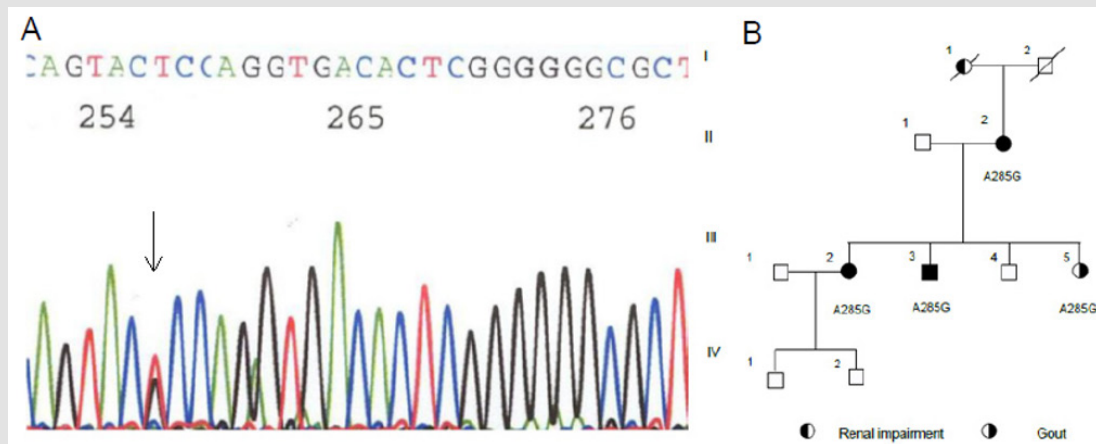 A
CAGTACTCCAGGTGACACTCGGGGGGCGCT
254 265 276
B
I
1 2
II
1 2
A285G
III
1 2 3 4 5
A285G A285G A285G
IV
1 2
Renal impairment Gout